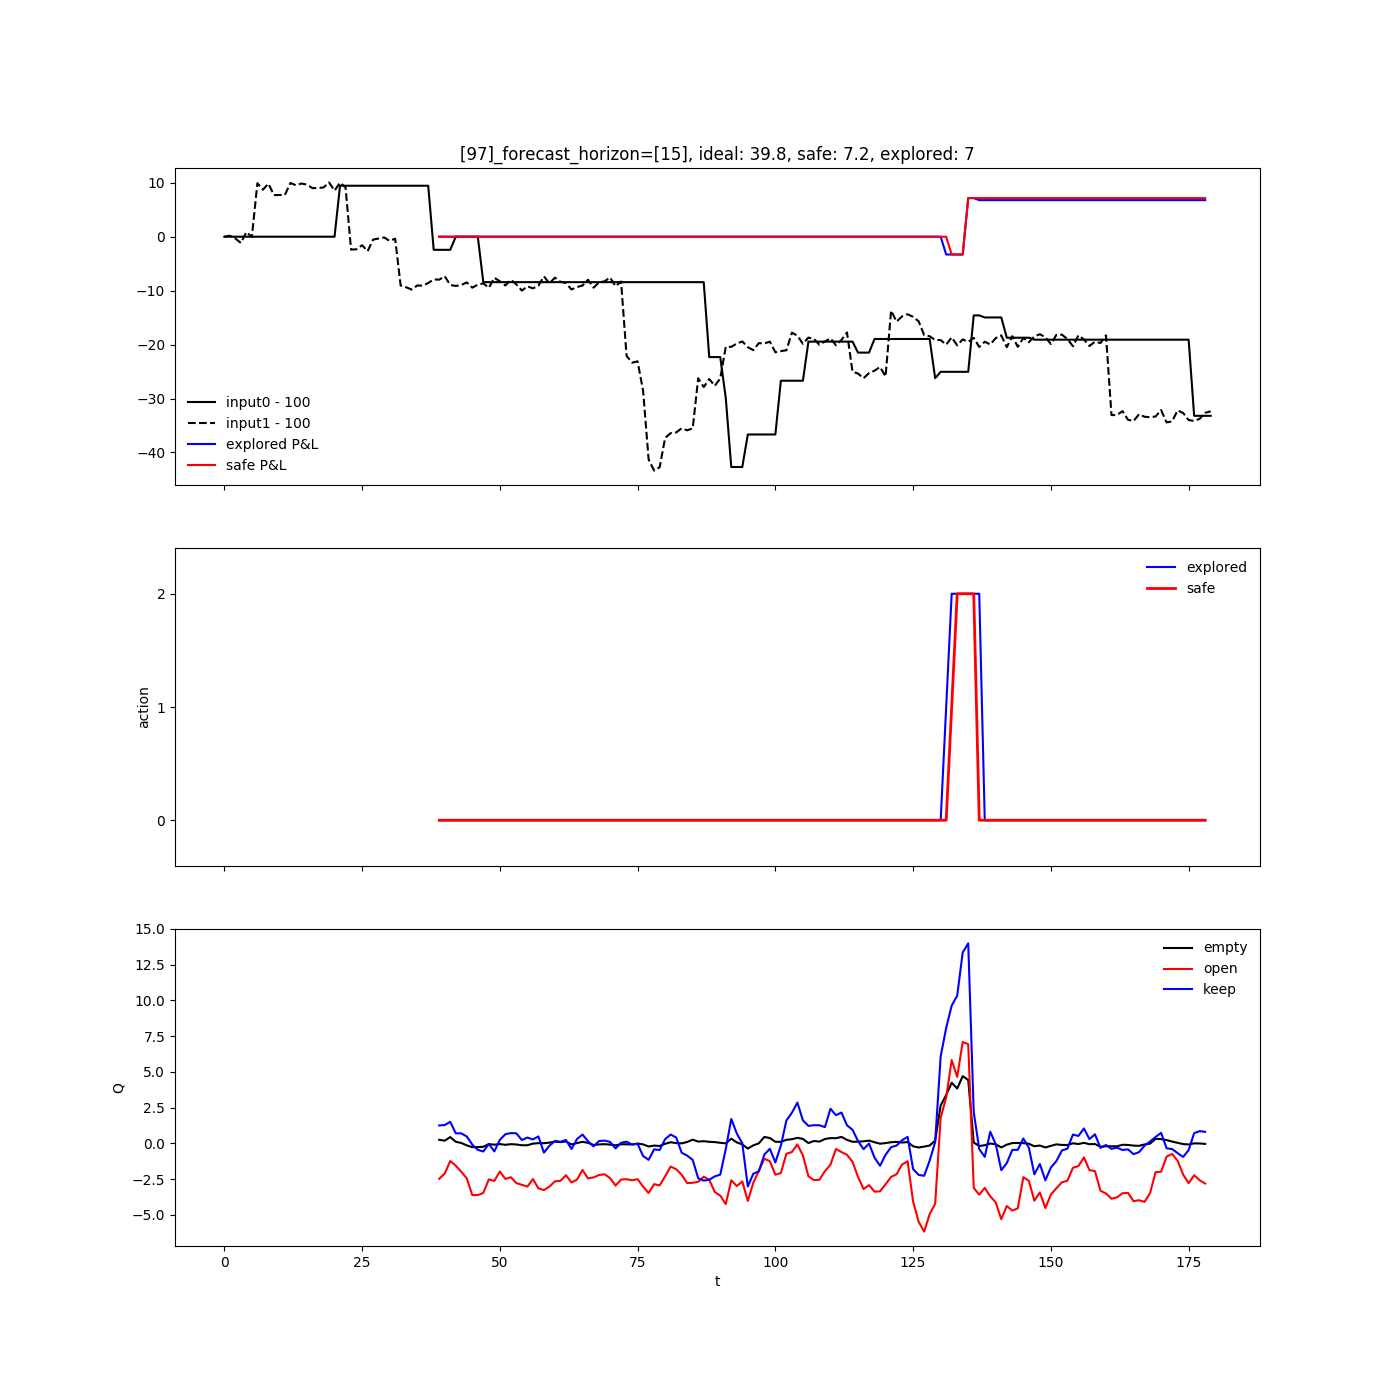 [97]_forecast_horizon=[15], ideal: 39.8, safe: 7.2, explored: 7
10
0
−10
−20
−30
−40
input0 - 100
input1 - 100
explored P&L
safe P&L
action
2
1
0
explored
safe
Q
15.0
12.5
10.0
7.5
5.0
2.5
0.0
−2.5
−5.0
empty
open
keep
0 25 50 75 100 125 150 175
t